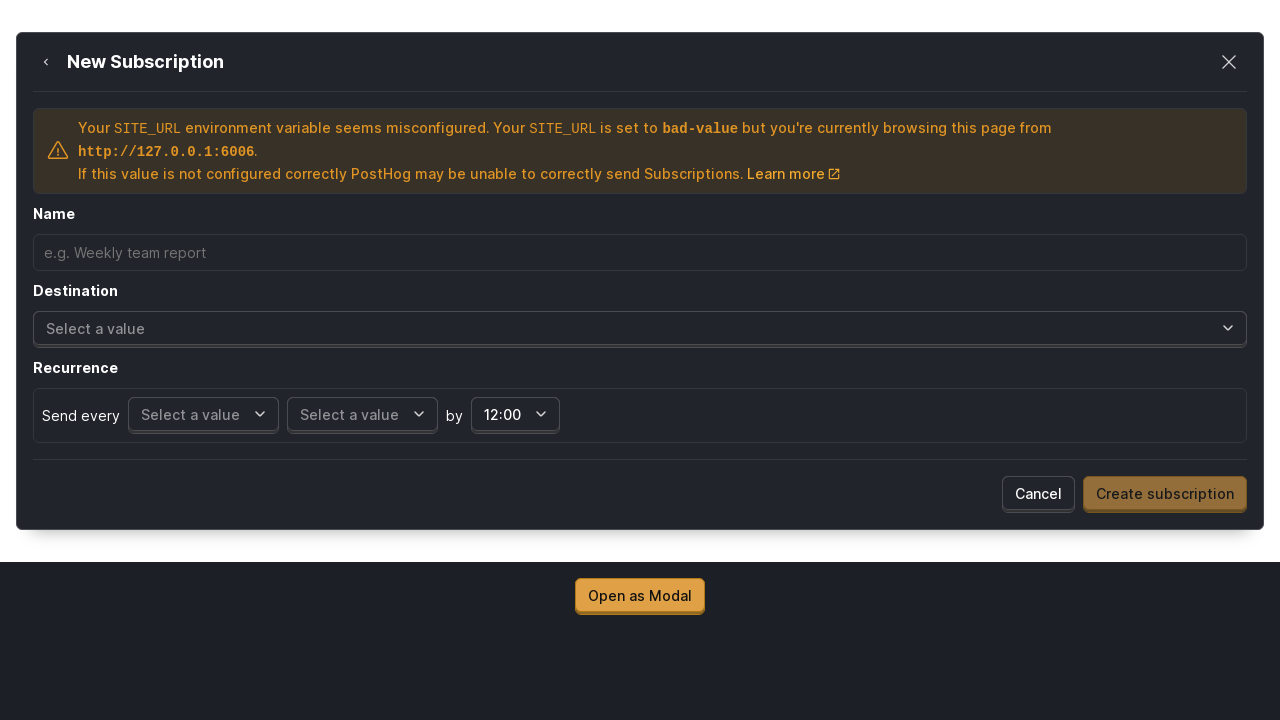 New Subscription
Your SITE_URL environment variable seems misconfigured. Your SITE_URL is set to bad-value but you're currently browsing this page from
http://127.0.0.1:6006.
If this value is not configured correctly PostHog may be unable to correctly send Subscriptions. Learn more
Name
e.g. Weekly team report
Destination
Select a value
Recurrence
Send every Select a value Select a value by 12:00
Cancel Create subscription
Open as Modal